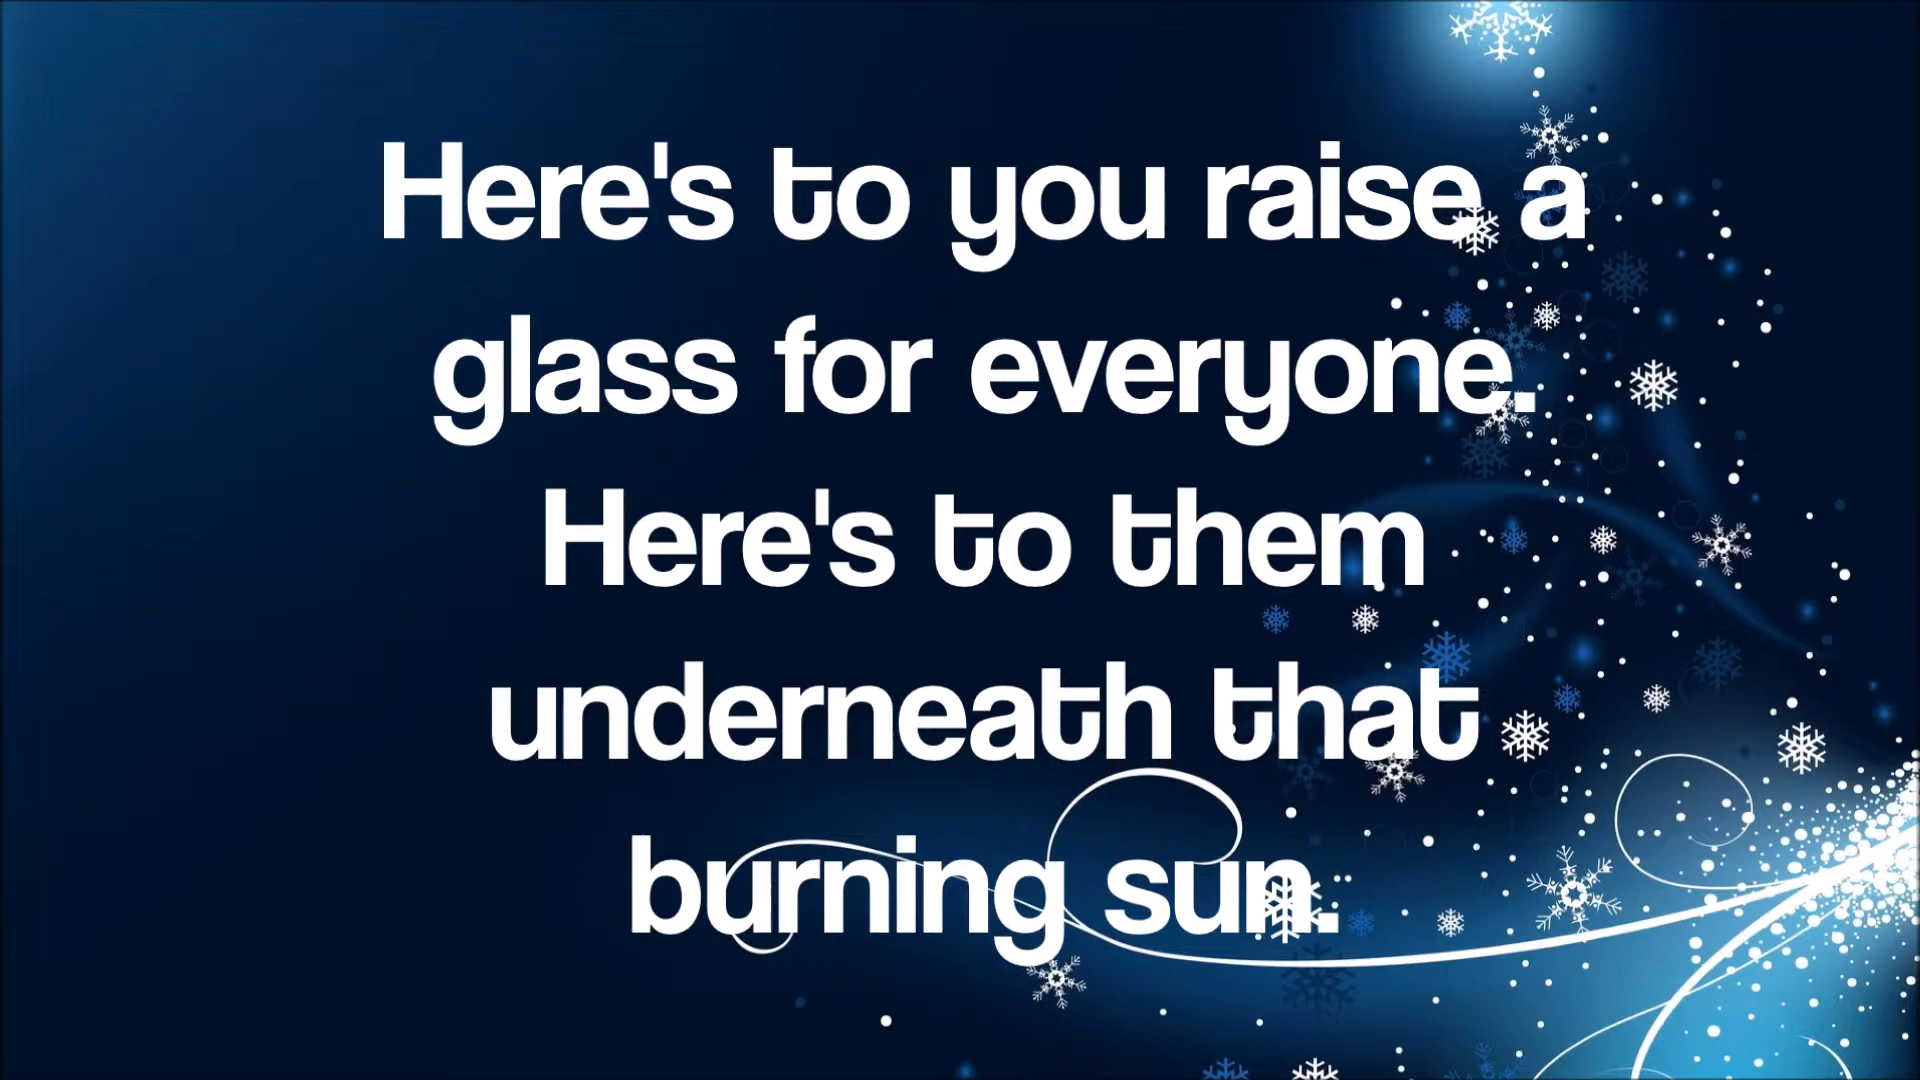 Here's to you raise a
glass for everyone.
Here's to them
underneath that
burning sun.